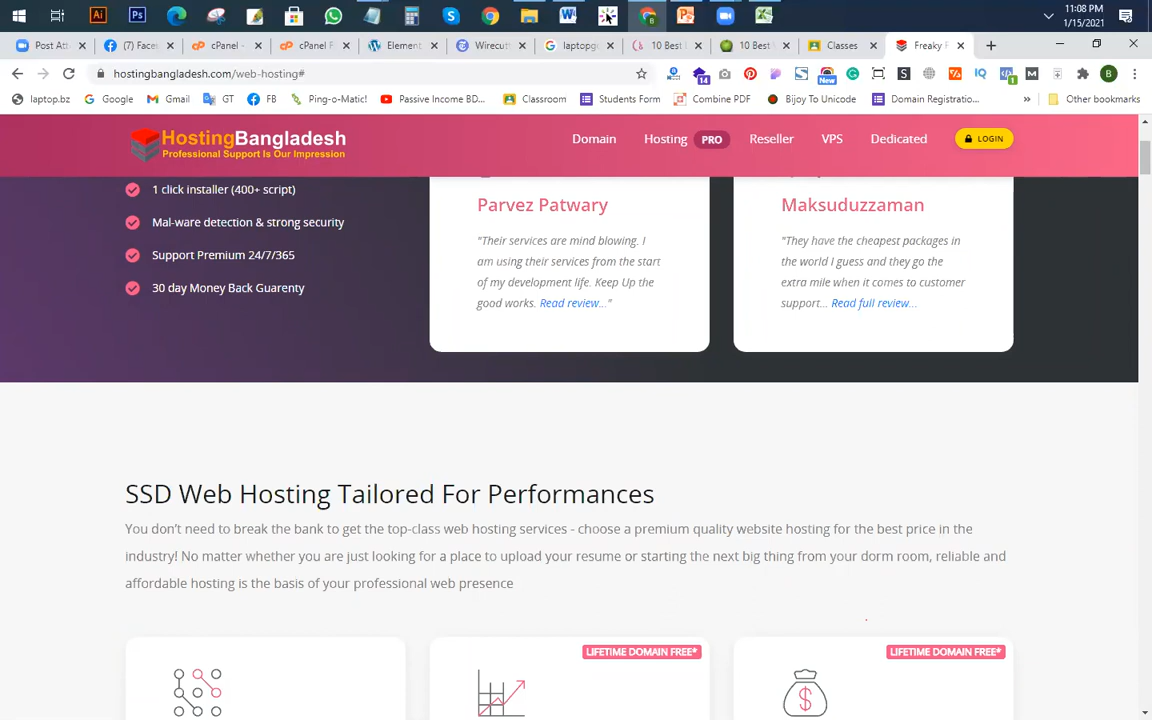 11:08 PM
1/15/2021
Post Att
(7) Face
cPanel -
cPanel F
Element
Wirecut
laptopg
10 Best
10 Best
Classes
Freaky F
hostingbangladesh.com/web-hosting#
14
New
1
B
laptop.bz
Google
Gmail
GT
FB
Ping-o-Matic!
Passive Income BD...
Classroom
Students Form
Combine PDF
Bijoy To Unicode
Domain Registratio...
Other bookmarks
HostingBangladesh
Professional Support Is Our Impression
Domain
Hosting PRO
Reseller
VPS
Dedicated
LOGIN
1 click installer (400+ script)
Mal-ware detection & strong security
Support Premium 24/7/365
30 day Money Back Guarenty
Parvez Patwary
"Their services are mind blowing. I
am using their services from the start
of my development life. Keep Up the
good works. Read review..."
Maksuduzzaman
"They have the cheapest packages in
the world I guess and they go the
extra mile when it comes to customer
support... Read full review...
SSD Web Hosting Tailored For Performances
You don't need to break the bank to get the top-class web hosting services - choose a premium quality website hosting for the best price in the
industry! No matter whether you are just looking for a place to upload your resume or starting the next big thing from your dorm room, reliable and
affordable hosting is the basis of your professional web presence
LIFETIME DOMAIN FREE*
LIFETIME DOMAIN FREE*